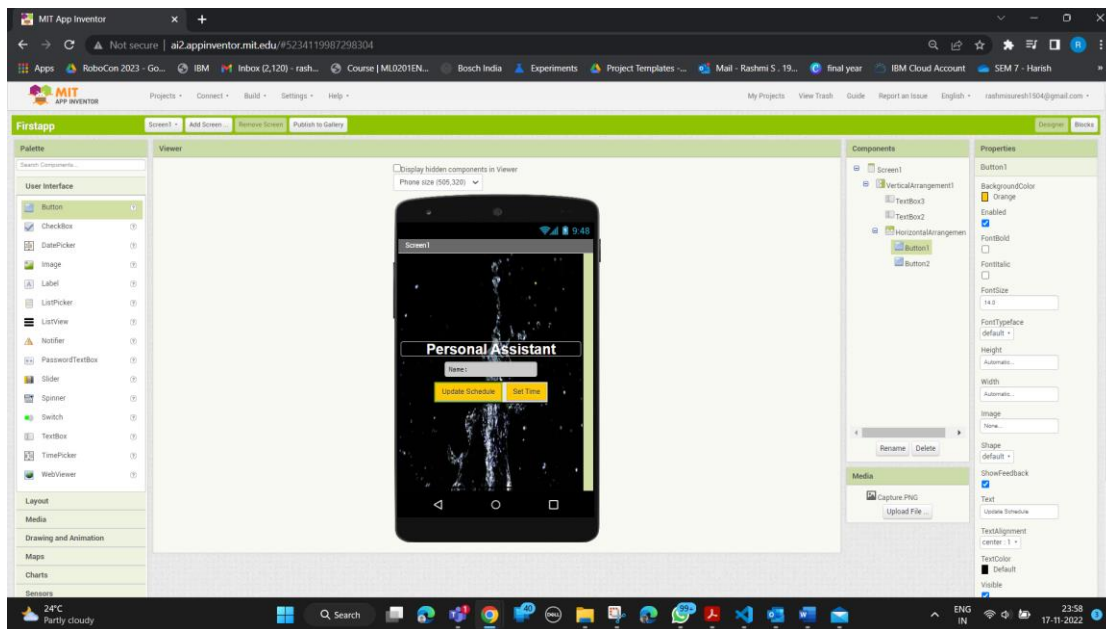 MIT App Inventor
Not secure | ai2.appinventor.mit.edu/#5234119987298304
Apps RoboCon 2023 - Go... IBM Inbox (2,120) - rash... Course | ML0201EN... Bosch India Experiments Project Templates -... Mail - Rashmi S . 19... final year IBM Cloud Account SEM 7 - Harish
MIT
APP INVENTOR
Projects Connect Build Settings Help My Projects View Trash Guide Report an Issue English rashmisuresh1504@gmail.com
Firstapp Screen1 Add Screen ... Remove Screen Publish to Gallery Designer Blocks
Palette
Search Components...
User Interface
Button
CheckBox
DatePicker
Image
Label
ListPicker
ListView
Notifier
PasswordTextBox
Slider
Spinner
Switch
TextBox
TimePicker
WebViewer
Layout
Media
Drawing and Animation
Maps
Charts
Sensors
Viewer
Display hidden components in Viewer
Phone size (505,320)
9:48
Screen1
Personal Assistant
Name:
Update Schedule Set Time
Components
Screen1
VerticalArrangement1
TextBox3
TextBox2
HorizontalArrangemen
Button1
Button2
Rename Delete
Media
Capture.PNG
Upload File ...
Properties
Button1
BackgroundColor
Orange
Enabled
FontBold
FontItalic
FontSize
14.0
FontTypeface
default
Height
Automatic...
Width
Automatic...
Image
None...
Shape
default
ShowFeedback
Text
Update Schedule
TextAlignment
center : 1
TextColor
Default
Visible
24°C
Partly cloudy
Search
40
99+
ENG
IN
23:58
17-11-2022